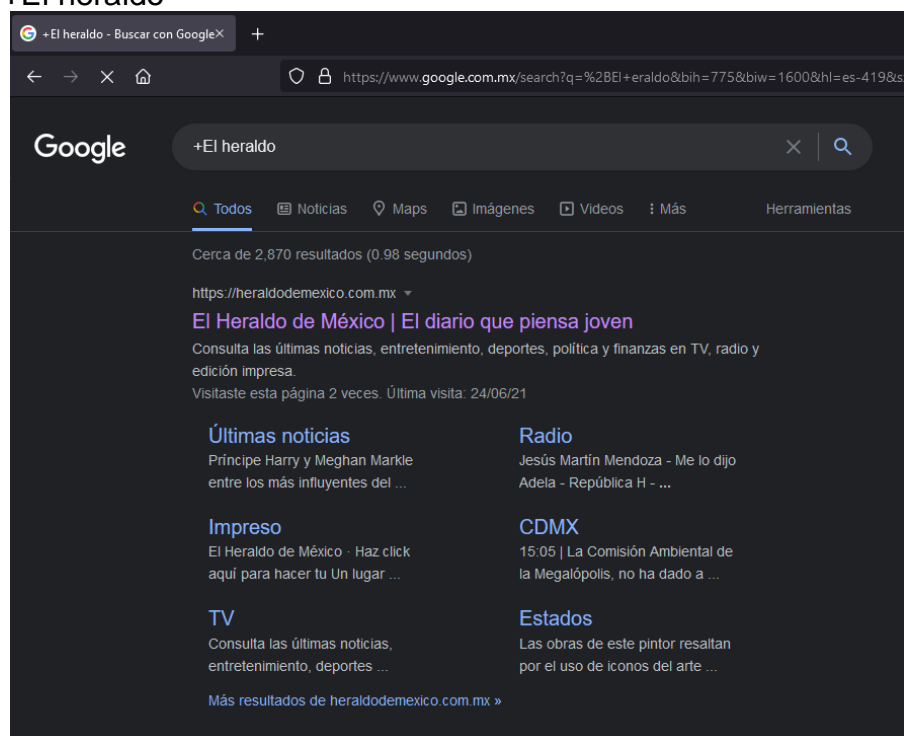 +El heraldo
+El heraldo - Buscar con Google
https://www.google.com.mx/search?q=%2BEl+eraldo&bih=775&biw=1600&hl=es-419&s
Google
+El heraldo
Todos Noticias Maps Imágenes Videos Más Herramientas
Cerca de 2,870 resultados (0.98 segundos)
https://heraldodemexico.com.mx
El Heraldo de México | El diario que piensa joven
Consulta las últimas noticias, entretenimiento, deportes, política y finanzas en TV, radio y
edición impresa.
Visitaste esta página 2 veces. Última visita: 24/06/21
Últimas noticias
Príncipe Harry y Meghan Markle
entre los más influyentes del ...
Radio
Jesús Martín Mendoza - Me lo dijo
Adela - República H - ...
Impreso
El Heraldo de México · Haz click
aquí para hacer tu Un lugar ...
CDMX
15:05 | La Comisión Ambiental de
la Megalópolis, no ha dado a ...
TV
Consulta las últimas noticias,
entretenimiento, deportes ...
Estados
Las obras de este pintor resaltan
por el uso de iconos del arte ...
Más resultados de heraldodemexico.com.mx »